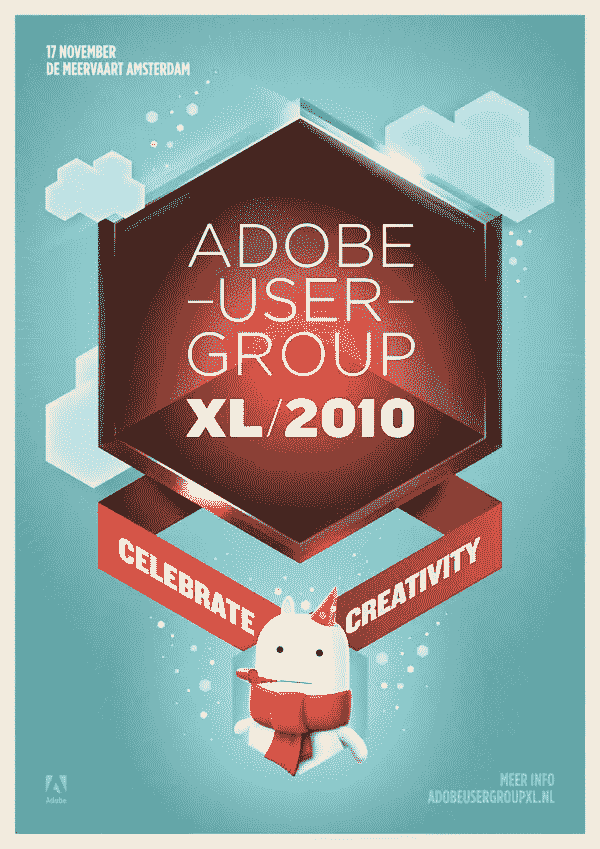 17 NOVEMBER
DE MEERVAART AMSTERDAM
ADOBE
–USER–
GROUP
XL/2010
CELEBRATE
CREATIVITY
Adobe
MEER INFO
ADOBEUSERGROUPXL.NL